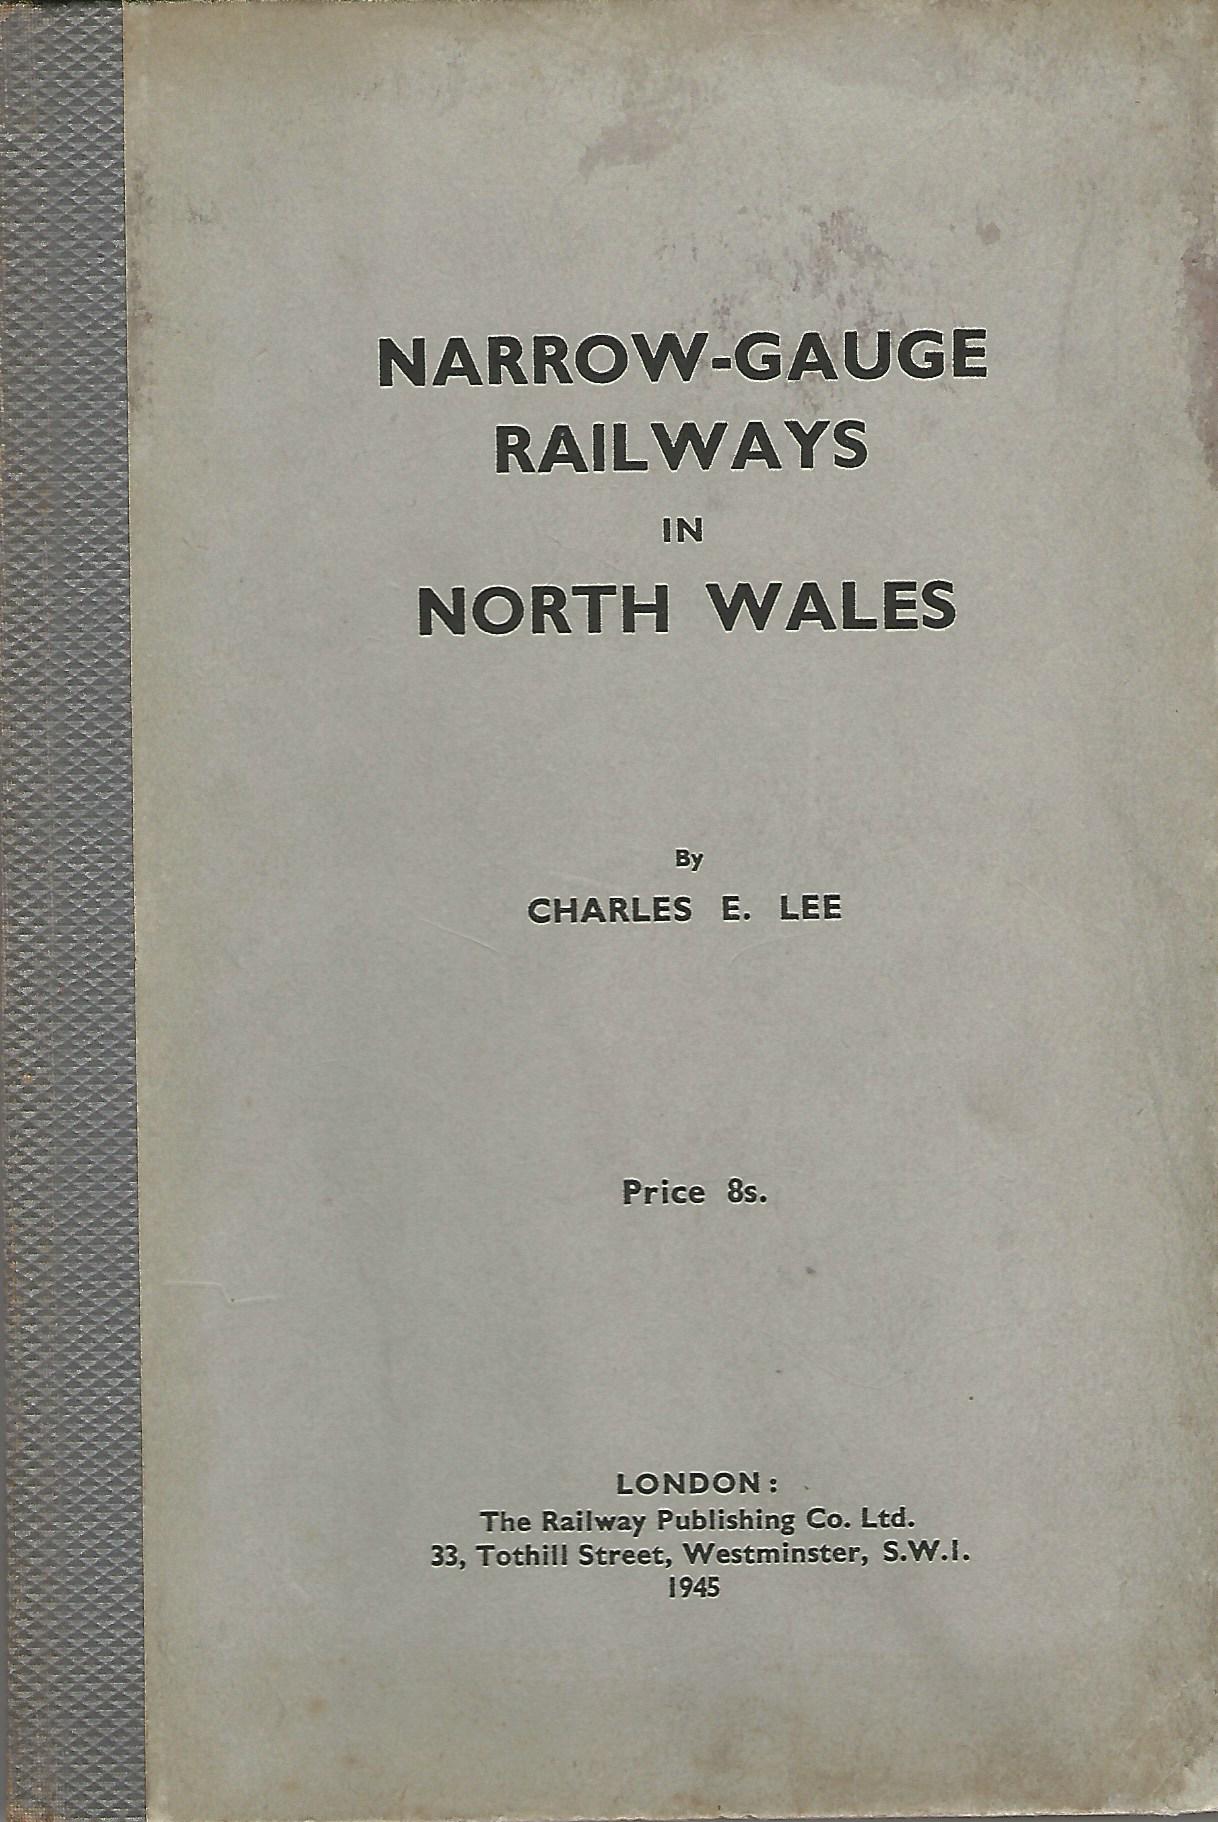 NARROW-GAUGE
RAILWAYS
IN
NORTH WALES
By
CHARLES E. LEE
Price 8s.
LONDON:
The Railway Publishing Co. Ltd.
33, Tothill Street, Westminster, S.W.1.
1945